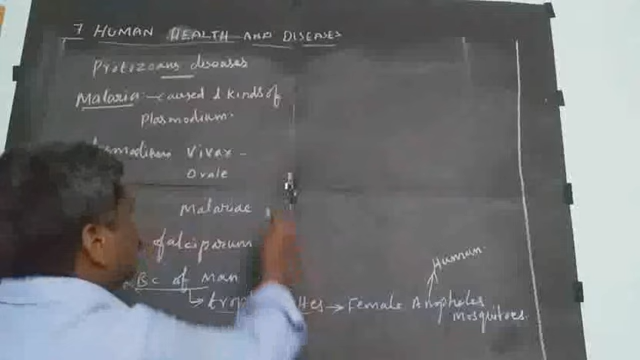 7 HUMAN HEALTH AND DISEASES
Protozoans diseases
Malaria - caused d kinds of
Plasmodium.
Vivax -
Ovale
Malariae
falciparum
RBC of man
Human
→ Female Anopheles
Mosquitoes